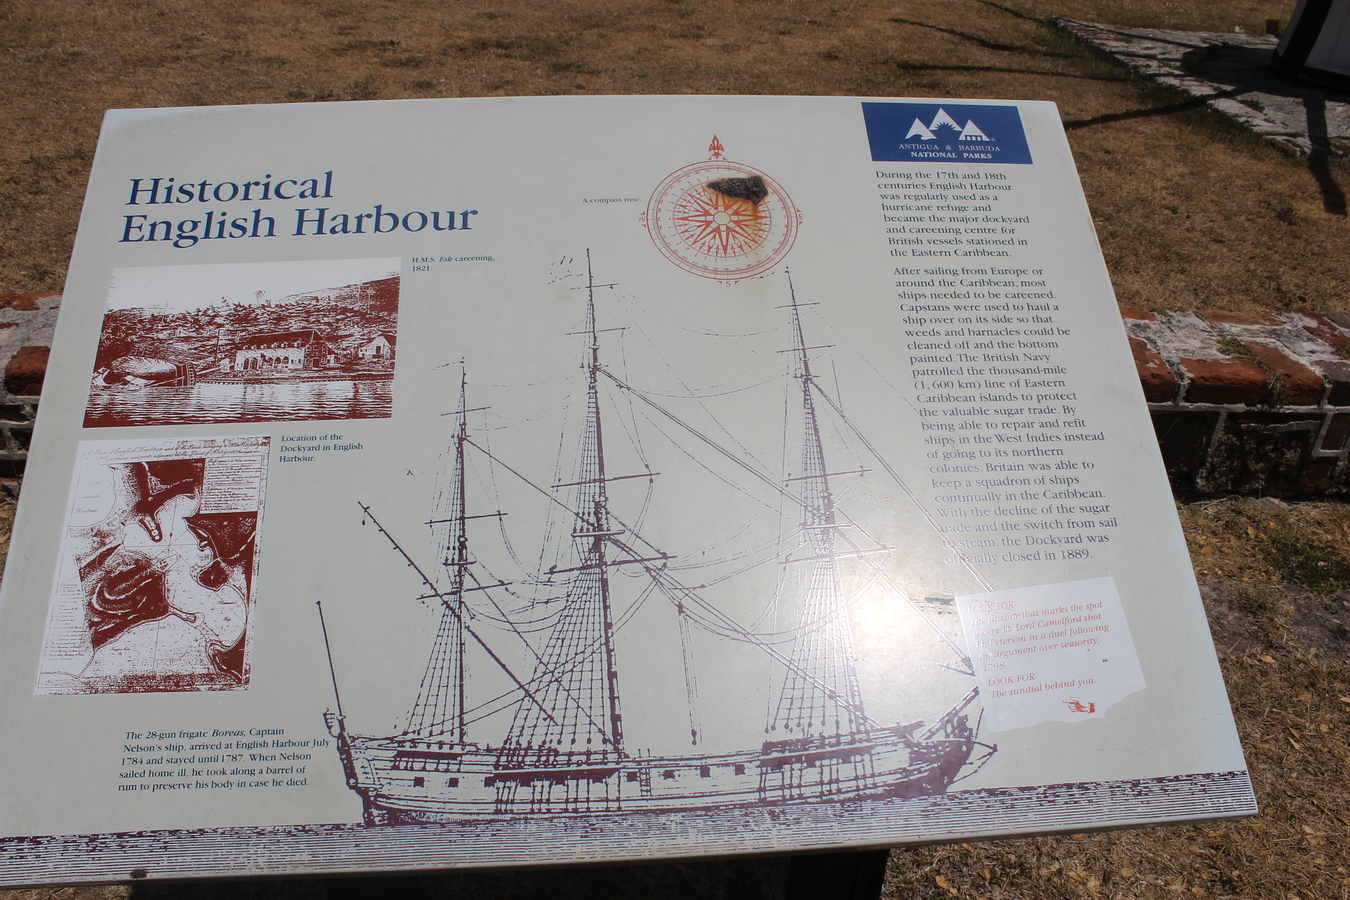 Historical
English Harbour
A compass rose.
ANTIGUA & BARBUDA
NATIONAL PARKS
H.M.S. Esk careening,
1821.
Location of the
Dockyard in English
Harbour.
The 28-gun frigate Boreas, Captain
Nelson's ship, arrived at English Harbour July
1784 and stayed until 1787. When Nelson
sailed home ill, he took along a barrel of
rum to preserve his body in case he died.
During the 17th and 18th
centuries English Harbour
was regularly used as a
hurricane refuge and
became the major dockyard
and careening centre for
British vessels stationed in
the Eastern Caribbean.
After sailing from Europe or
around the Caribbean, most
ships needed to be careened.
Capstans were used to haul a
ship over on its side so that
weeds and barnacles could be
cleaned off and the bottom
painted. The British Navy
patrolled the thousand-mile
(1,600 km) line of Eastern
Caribbean islands to protect
the valuable sugar trade. By
being able to repair and refit
ships in the West Indies instead
of going to its northern
colonies, Britain was able to
keep a squadron of ships
continually in the Caribbean.
With the decline of the sugar
trade and the switch from sail
to steam, the Dockyard was
officially closed in 1889.
LOOK FOR
The anchor that marks the spot
where Lt. Lord Camelford shot
Lt. Peterson in a duel following
an argument over seniority,
1798.
LOOK FOR
The sundial behind you.